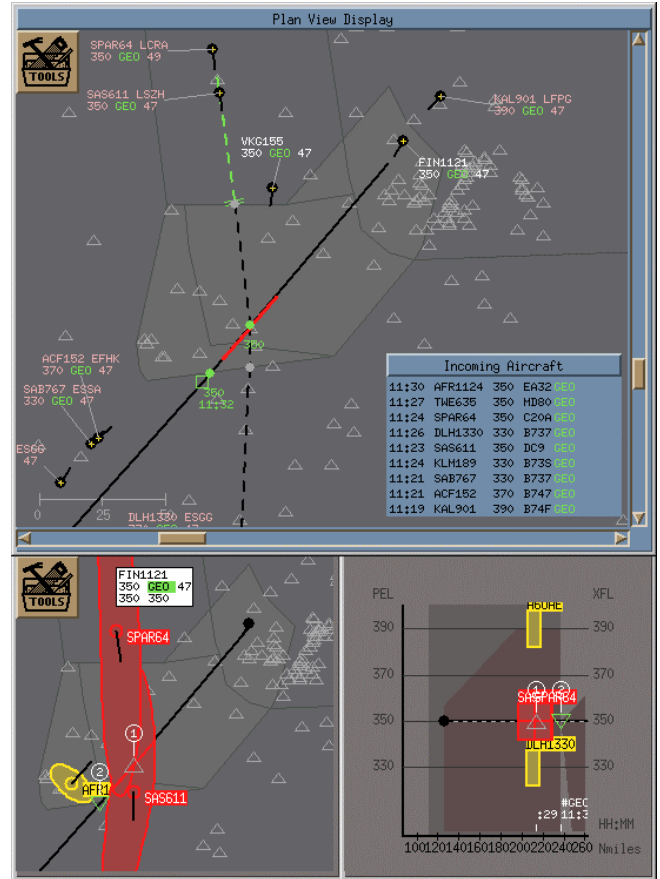 Plan View Display
TOOLS
SPAR64 LCRA
350 GEO 49
SAS611 LSZH
350 GEO 47
KAL901 LFPG
390 GEO 47
VKG155
350 GEO 47
FIN1121
350 GEO 47
350
ACF152 EFHK
370 GEO 47
SAB767 ESSA
330 GEO 47
350
11:32
ESGG
47
0 25
DLH1330 ESGG
Incoming Aircraft
11:30 AFR1124 350 EA32 GEO
11:27 TWE635 350 MD80 GEO
11:24 SPAR64 350 C20A GEO
11:26 DLH1330 330 B737 GEO
11:23 SAS611 350 DC9 GEO
11:24 KLM189 330 B73S GEO
11:21 SAB767 330 B737 GEO
11:21 ACF152 370 B747 GEO
11:19 KAL901 390 B74F GEO
TOOLS
FIN1121
350 GEO 47
350 350
SPAR64
1
2
AFR1
SAS611
PEL XFL
390 390
370 370
SPAR64
1 2
350 350
DLH1330
330 330
#GEO
:29 11:3
HH:MM
100 120 140 160 180 200 220 240 260 Nmiles